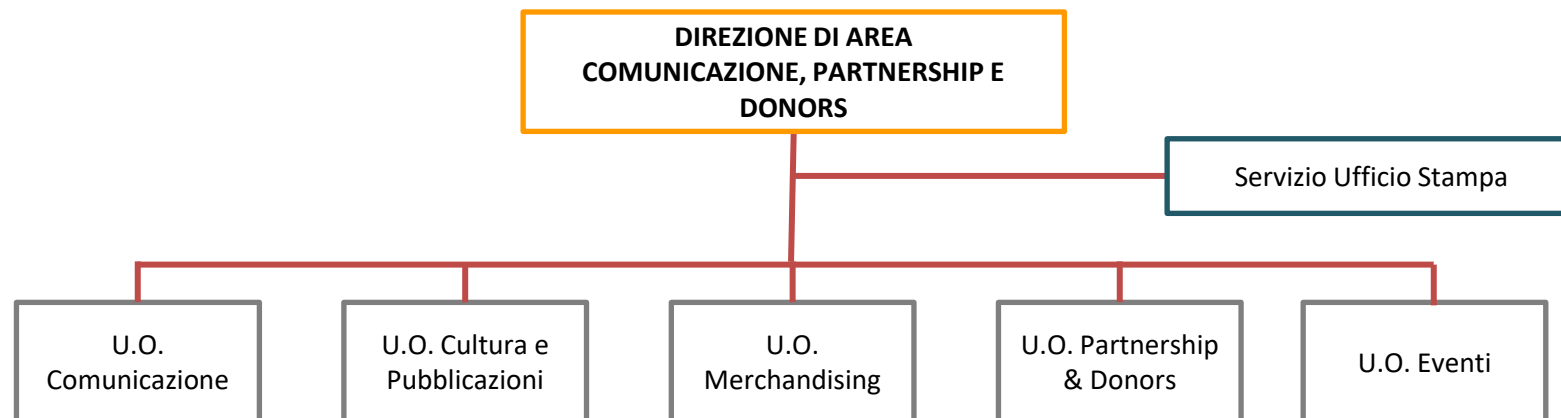 DIREZIONE DI AREA
COMUNICAZIONE, PARTNERSHIP E
DONORS
Servizio Ufficio Stampa
U.O.
Comunicazione
U.O. Cultura e
Pubblicazioni
U.O.
Merchandising
U.O. Partnership
& Donors
U.O. Eventi